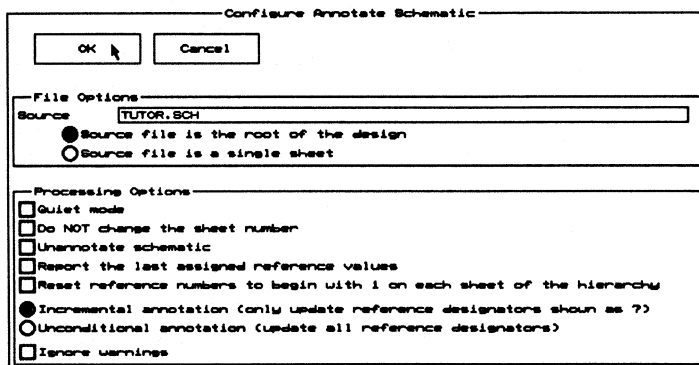 Configure Annotate Schematic
OK Cancel
File Options
Source TUTOR.SCH
Source file is the root of the design
Source file is a single sheet
Processing Options
Quiet mode
Do NOT change the sheet number
Unannotate schematic
Report the last assigned reference values
Reset reference numbers to begin with 1 on each sheet of the hierarchy
Incremental annotation (only update reference designators shown as ?)
Unconditional annotation (update all reference designators)
Ignore warnings